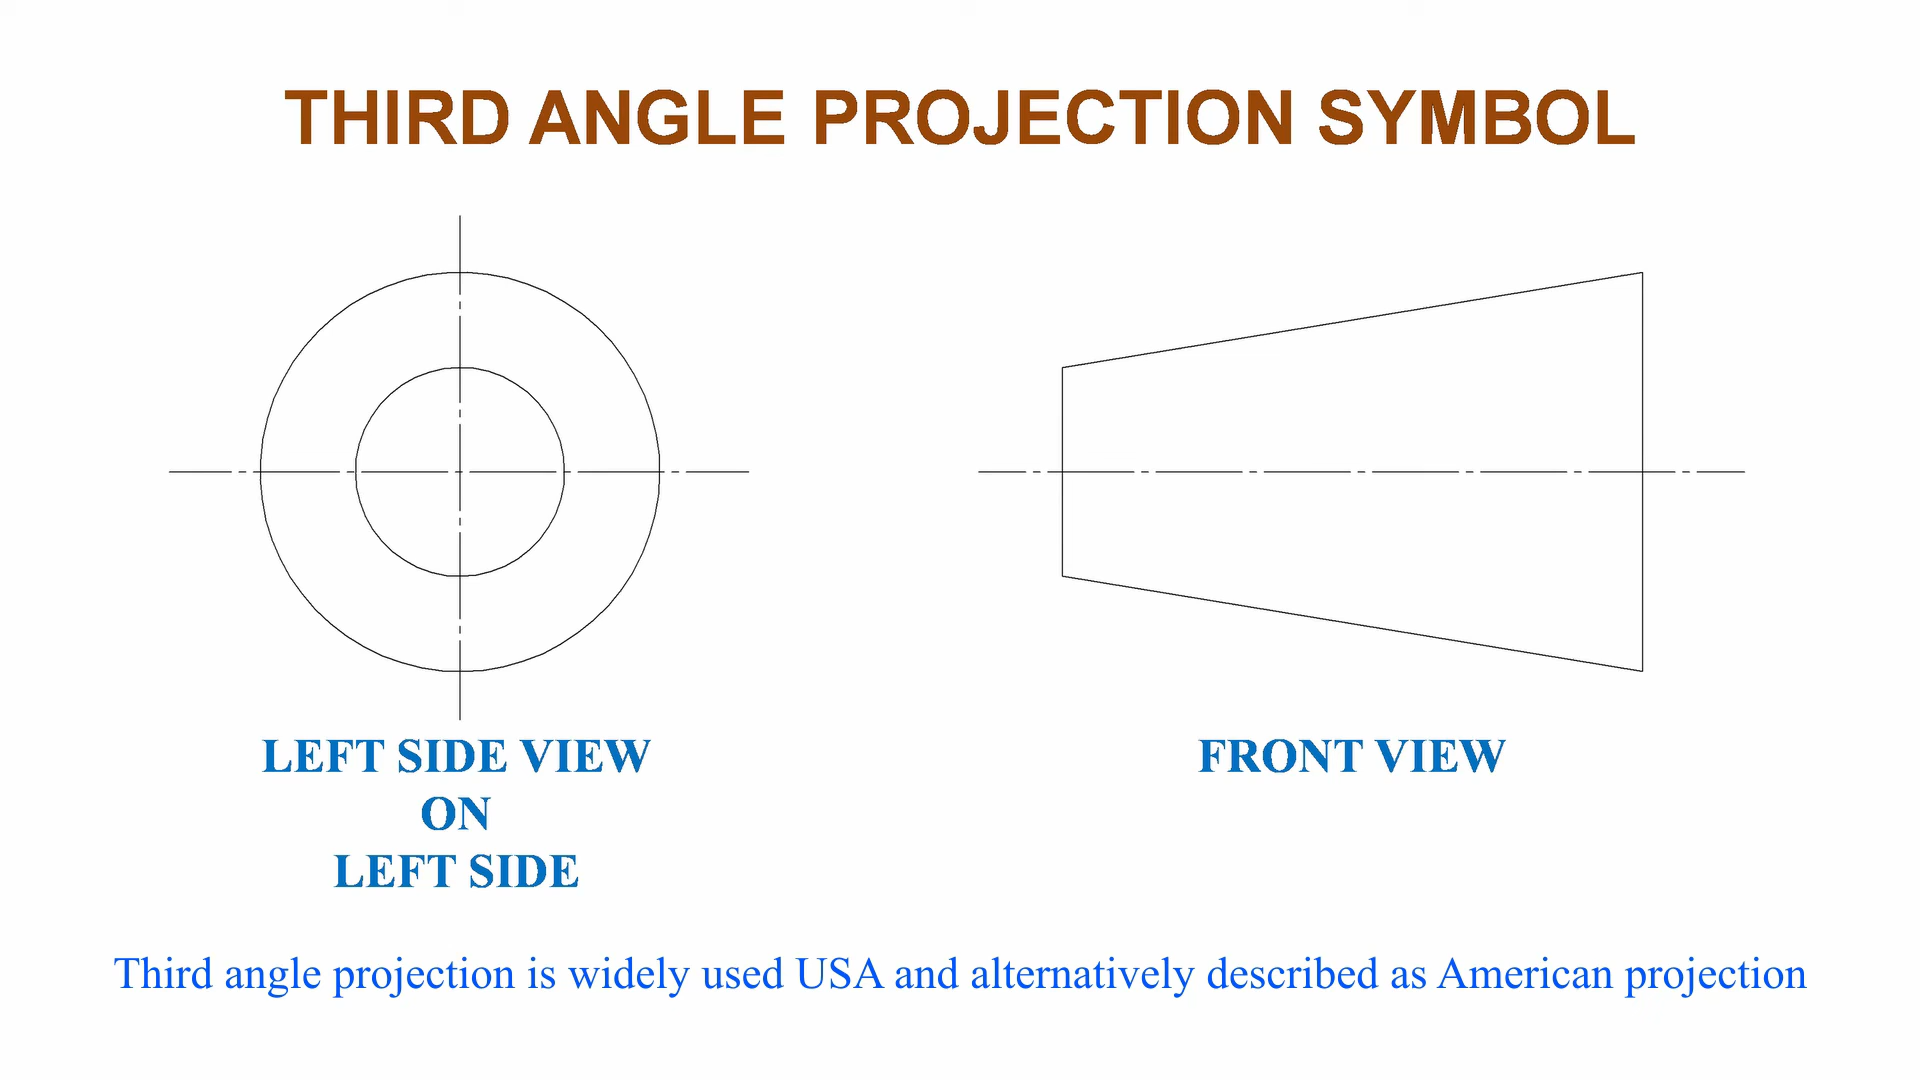 THIRD ANGLE PROJECTION SYMBOL
LEFT SIDE VIEW
ON
LEFT SIDE
FRONT VIEW
Third angle projection is widely used USA and alternatively described as American projection